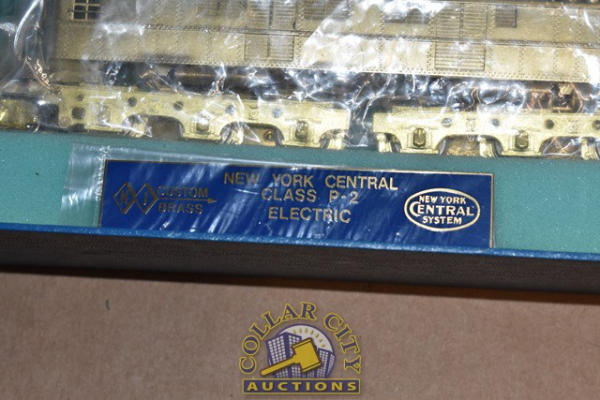 NEW YORK CENTRAL
CLASS P-2
ELECTRIC
CUSTOM
BRASS
NEW YORK
CENTRAL
SYSTEM
COLLAR CITY
AUCTIONS